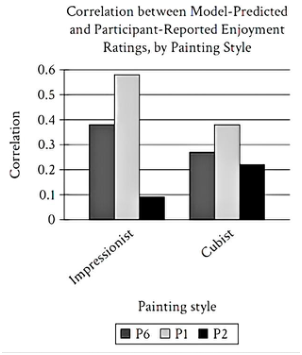 Correlation between Model-Predicted
and Participant-Reported Enjoyment
Ratings, by Painting Style
Correlation
0.6
0.5
0.4
0.3
0.2
0.1
0
Impressionist
Cubist
Painting style
P6 P1 P2